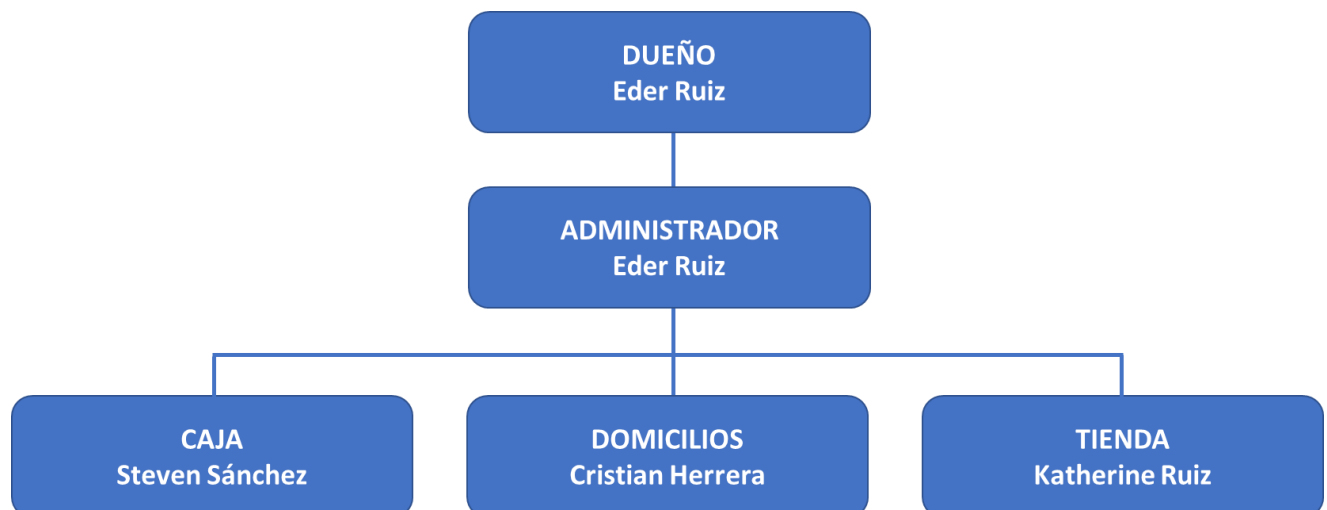 DUEÑO
Eder Ruiz
ADMINISTRADOR
Eder Ruiz
CAJA
Steven Sánchez
DOMICILIOS
Cristian Herrera
TIENDA
Katherine Ruiz